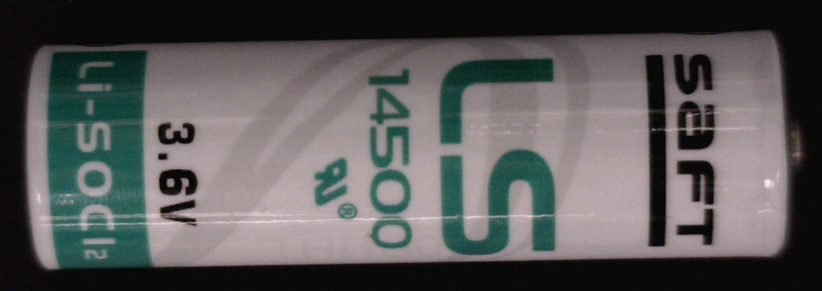 saft
LS
14500
Li-SOCl2
3.6V